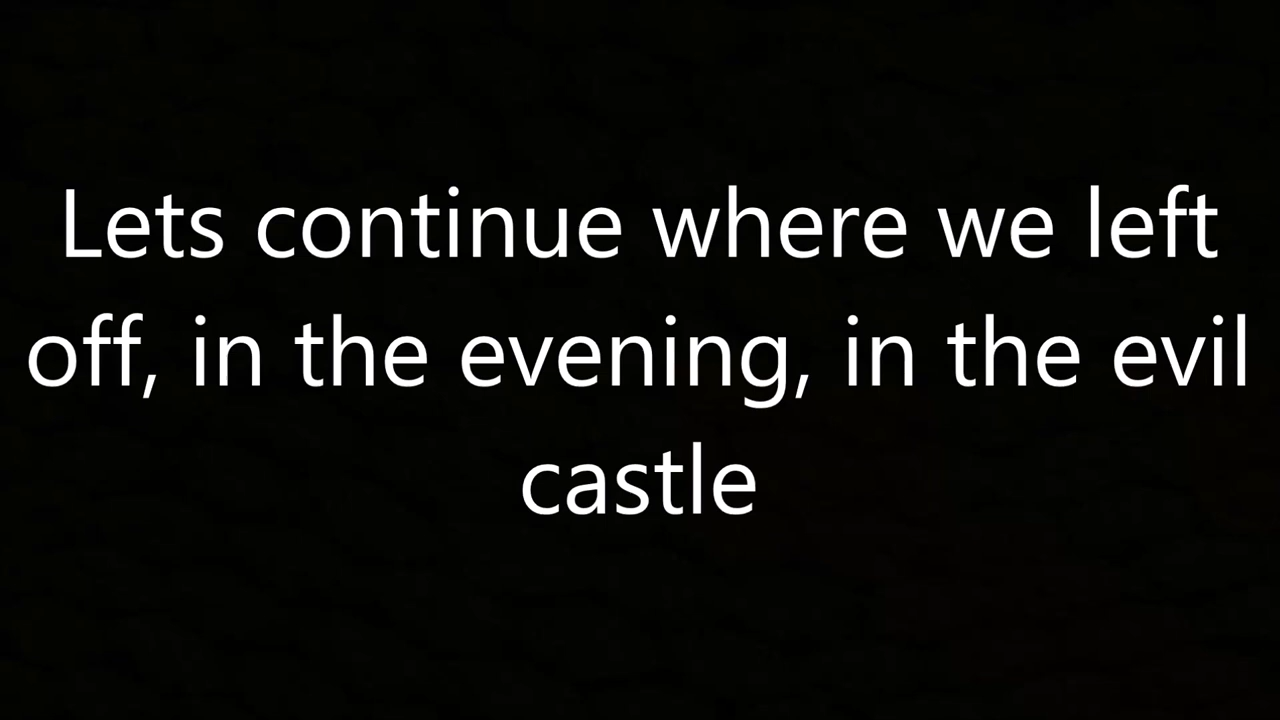 Lets continue where we left
off, in the evening, in the evil
castle